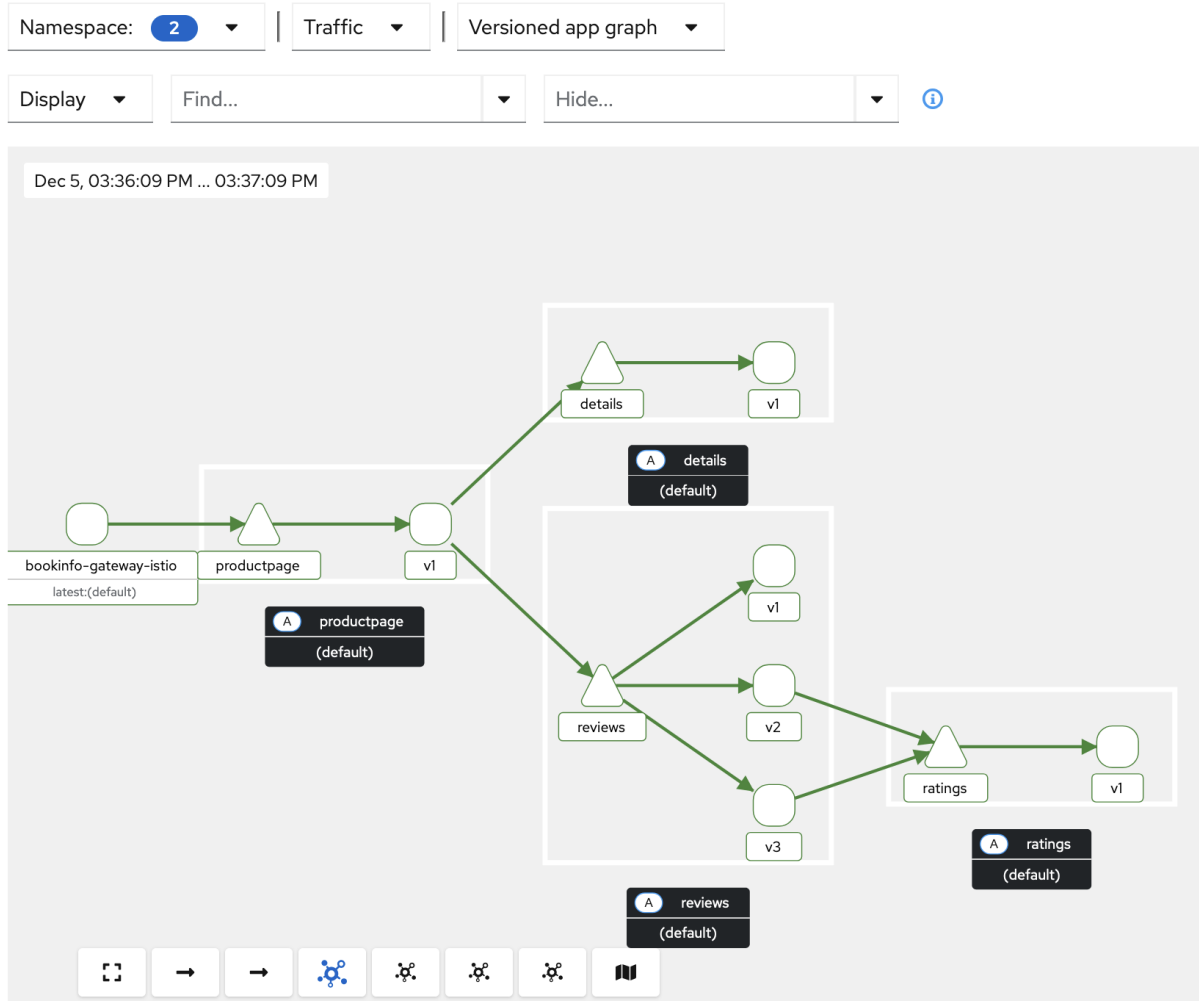 Namespace: 2
Traffic
Versioned app graph
Display
Find...
Hide...
Dec 5, 03:36:09 PM ... 03:37:09 PM
details
v1
A details
(default)
bookinfo-gateway-istio
latest:(default)
productpage
v1
A productpage
(default)
v1
reviews
v2
v3
A reviews
(default)
ratings
v1
A ratings
(default)